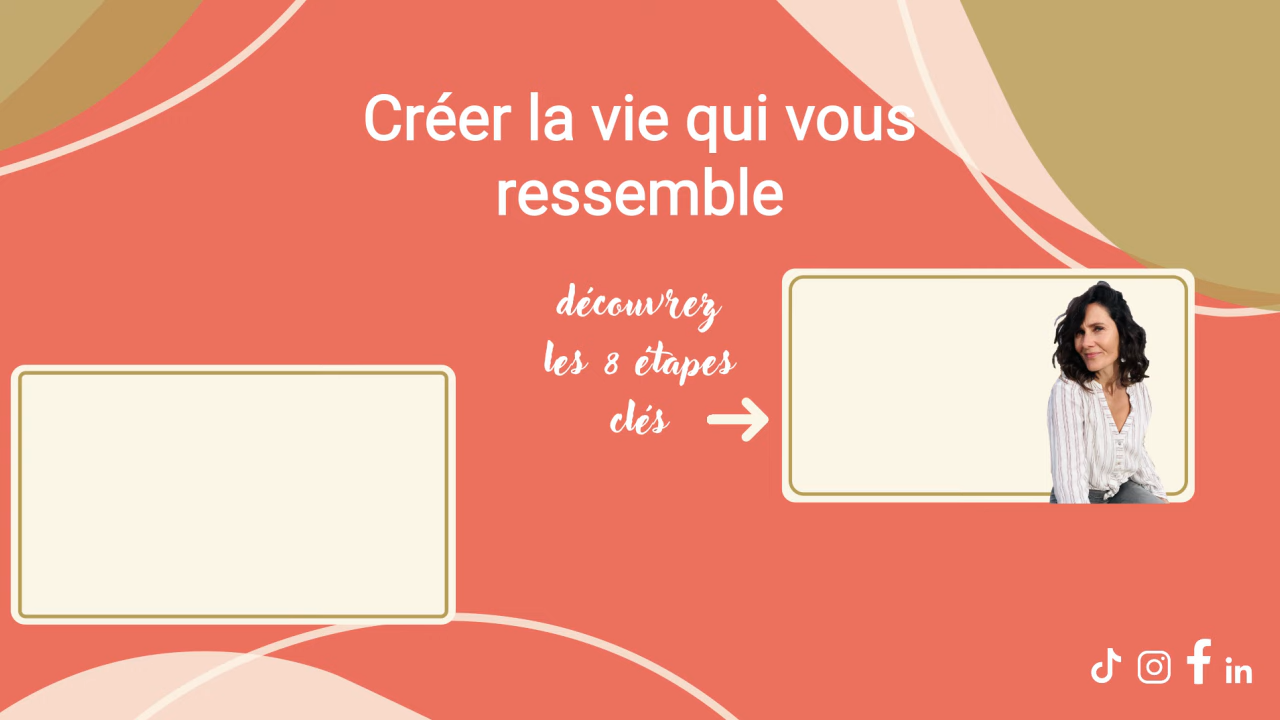 Créer la vie qui vous
ressemble
découvrez
les 8 étapes
clés